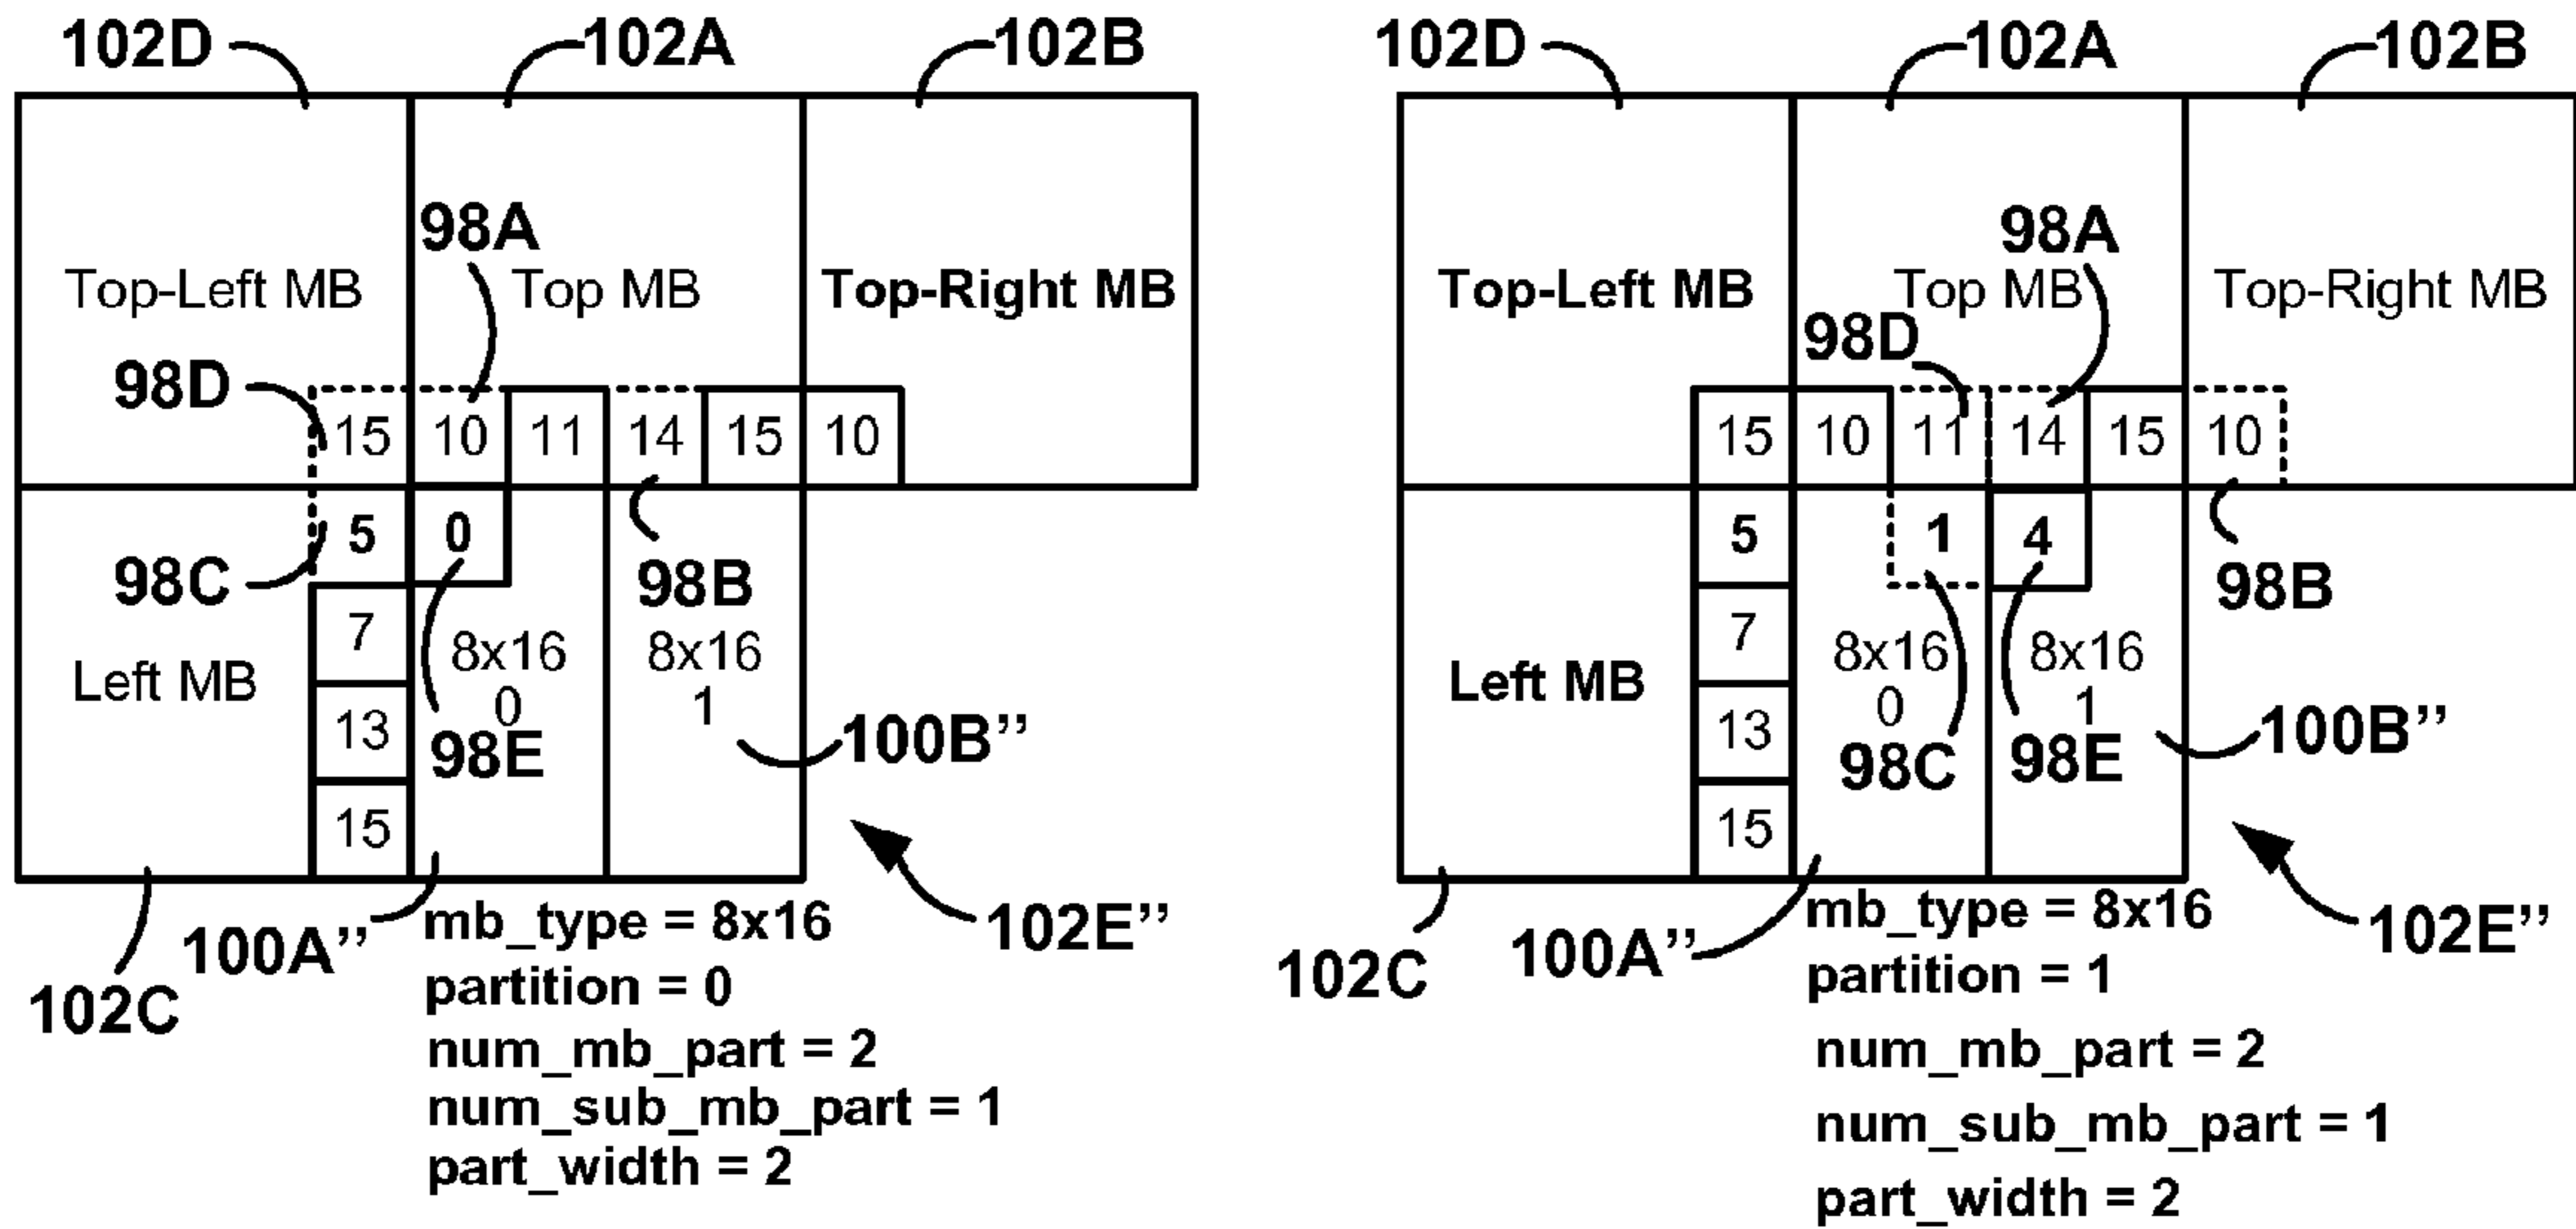 102D 102A 102B
98A
Top-Left MB Top MB Top-Right MB
98D
15 10 11 14 15 10
5 0
98C 98B
7
8x16 8x16
Left MB
0 1
13
98E
100B’’
15
100A’’
mb_type = 8x16
102E’’
partition = 0
102C
num_mb_part = 2
num_sub_mb_part = 1
part_width = 2
102D 102A 102B
98A
Top-Left MB Top MB Top-Right MB
98D
15 10 11 14 15 10
5 1 4
98B
7
8x16 8x16
Left MB
0 1
13
98C 98E
100B’’
15
mb_type = 8x16
102E’’
100A’’
102C
partition = 1
num_mb_part = 2
num_sub_mb_part = 1
part_width = 2